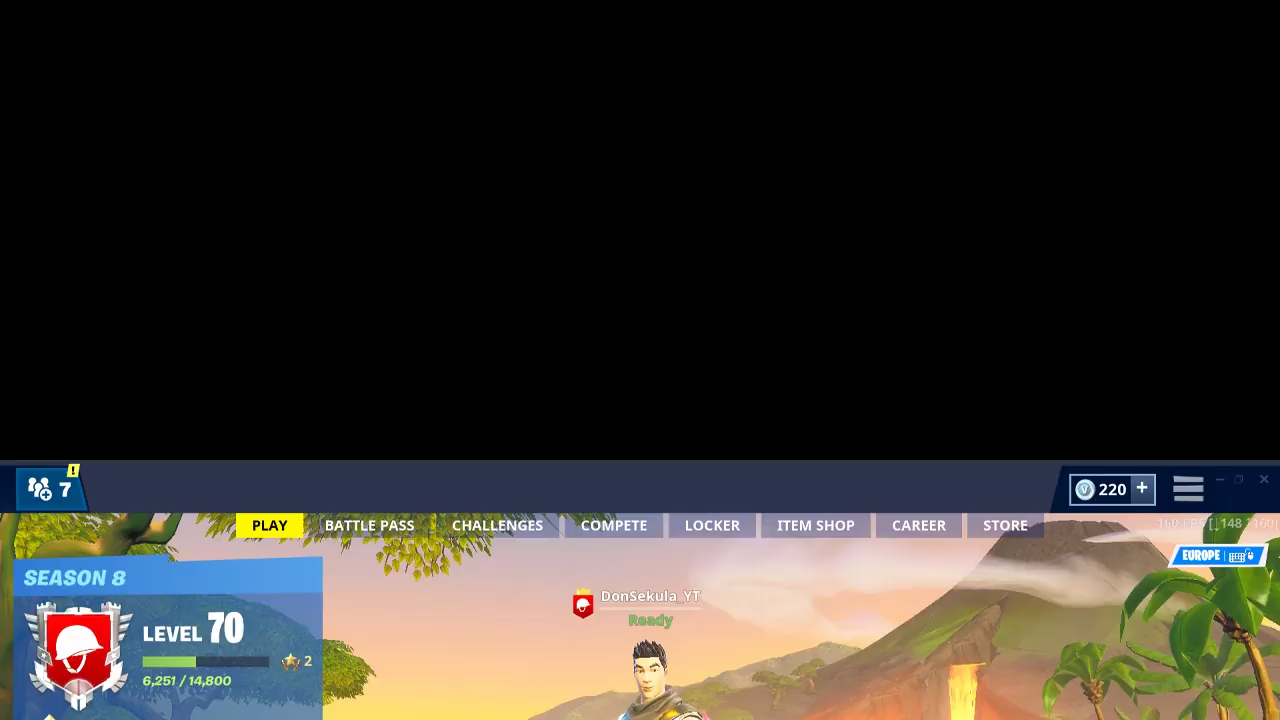 !
7
220 +
PLAY BATTLE PASS CHALLENGES COMPETE LOCKER ITEM SHOP CAREER STORE
EUROPE
SEASON 8
DonSekula_YT
Ready
LEVEL 70
2
6,251 / 14,800